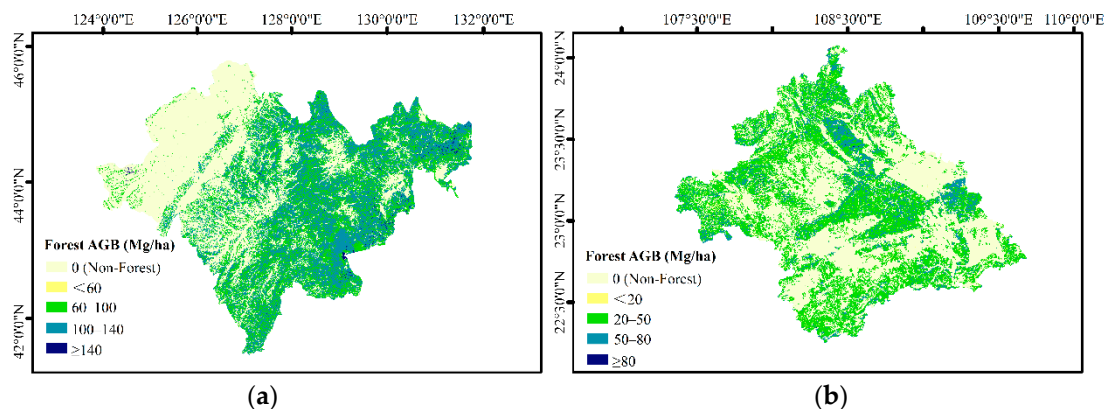 124°0'0"E 126°0'0"E 128°0'0"E 130°0'0"E 132°0'0"E
46°0'0"N
44°0'0"N
42°0'0"N
Forest AGB (Mg/ha)
0 (Non-Forest)
<60
60–100
100–140
≥140
(a)
107°30'0"E 108°30'0"E 109°30'0"E 110°0'0"E
24°0'0"N
23°30'0"N
23°0'0"N
22°30'0"N
Forest AGB (Mg/ha)
0 (Non-Forest)
<20
20–50
50–80
≥80
(b)